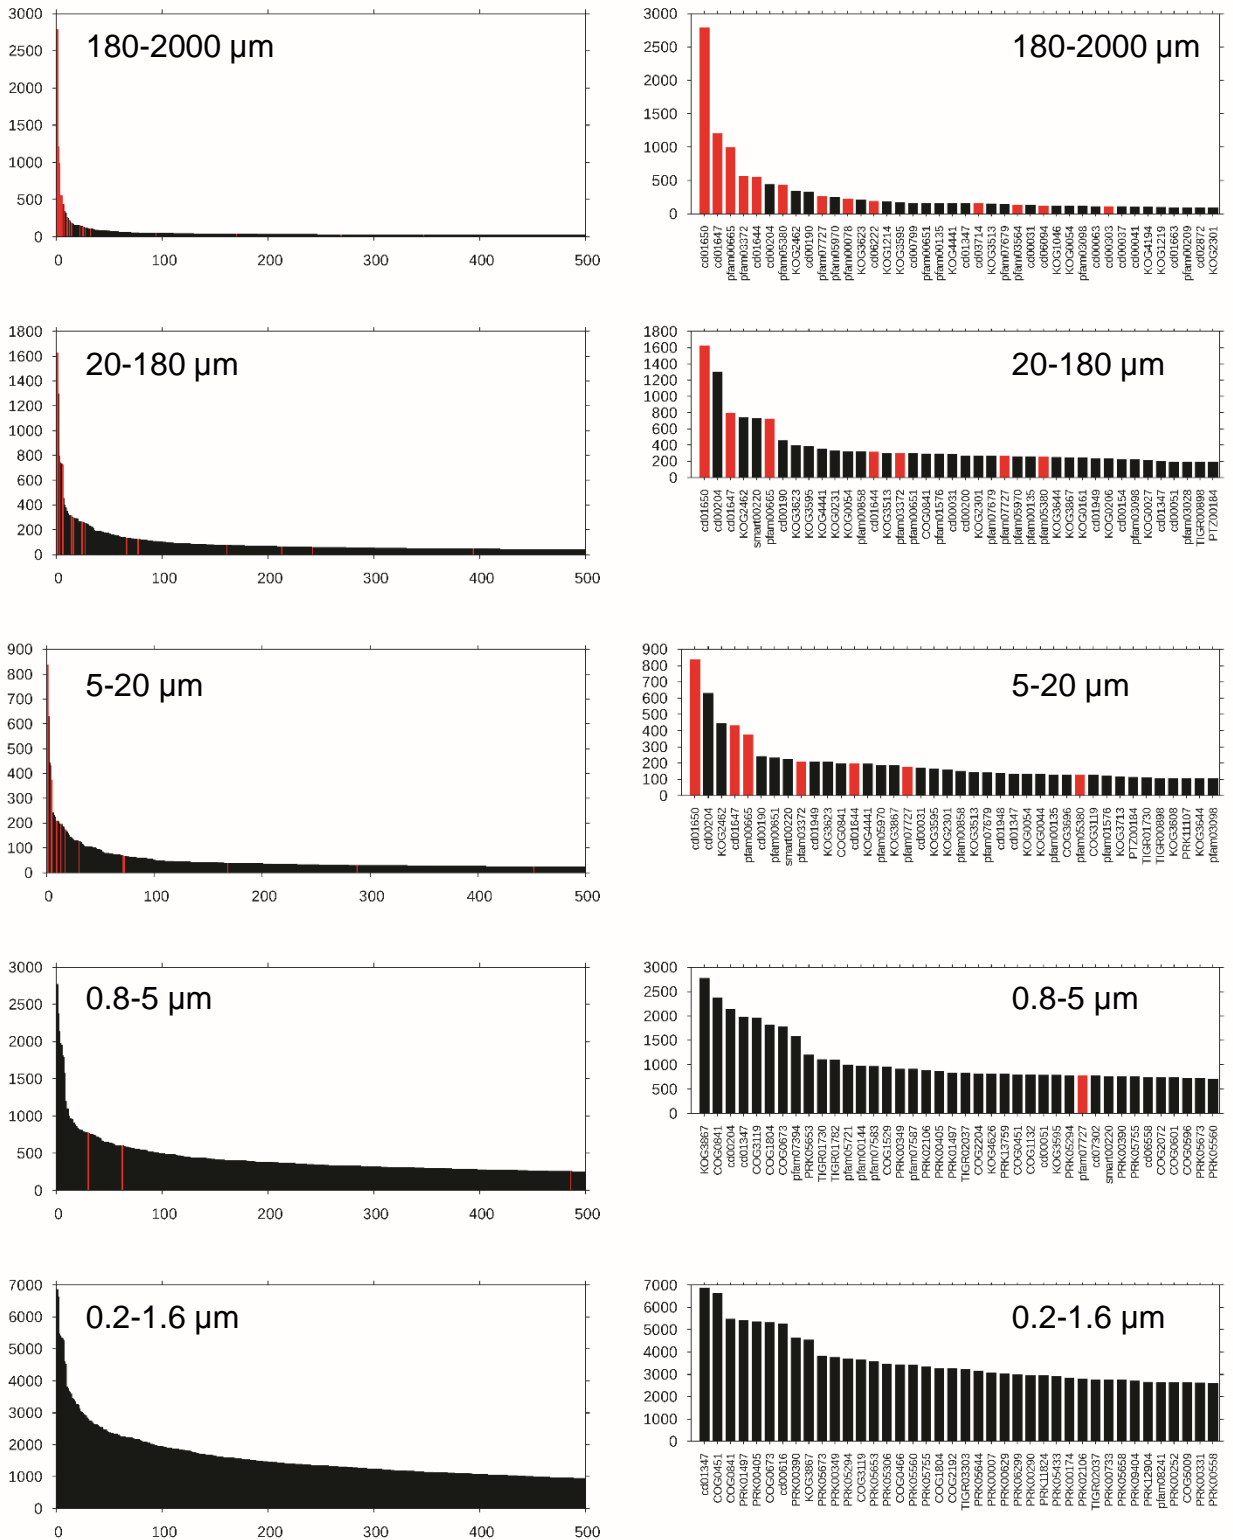 3000
2500
2000
1500
1000
500
0
180-2000 µm
0 100 200 300 400 500
3000
2500
2000
1500
1000
500
0
180-2000 µm
cd01650
cd01647
pfam00665
pfam03372
cd01644
cd00204
pfam05380
KOG2462
cd00190
pfam07727
pfam05970
pfam00078
KOG3623
cd06222
KOG1214
KOG3595
cd00799
pfam00651
pfam00135
KOG4441
cd01347
cd03714
KOG3513
pfam07679
pfam03564
cd00031
cd06094
KOG1046
KOG0054
pfam03098
cd00063
cd00303
cd00037
cd00041
KOG4194
KOG1219
cd01663
pfam00209
cd02872
KOG2301
1800
1600
1400
1200
1000
800
600
400
200
0
20-180 µm
0 100 200 300 400 500
1800
1600
1400
1200
1000
800
600
400
200
0
20-180 µm
cd01650
cd00204
cd01647
KOG2462
smart00220
pfam00665
cd00190
KOG3623
KOG3595
KOG4441
KOG0231
KOG0054
pfam00858
cd01644
KOG3513
pfam03372
pfam00651
COG0841
pfam01576
cd00031
cd00200
KOG2301
pfam07679
pfam07727
pfam05970
pfam00135
pfam05380
KOG3644
KOG3867
KOG0161
cd01949
KOG0206
cd00154
pfam03098
KOG0027
cd01347
cd00051
pfam03028
TIGR00898
PTZ00184
900
800
700
600
500
400
300
200
100
0
5-20 µm
0 100 200 300 400 500
900
800
700
600
500
400
300
200
100
0
5-20 µm
cd01650
cd00204
KOG2462
cd01647
pfam00665
cd00190
pfam00651
smart00220
pfam03372
cd01949
KOG3623
COG0841
cd01644
KOG4441
pfam05970
KOG3867
pfam07727
cd00031
KOG3595
KOG2301
pfam00858
KOG3513
pfam07679
cd01948
cd01347
KOG0054
KOG0044
pfam00135
COG3696
pfam05380
COG3119
pfam01576
KOG3713
PTZ00184
TIGR01730
TIGR00898
KOG3608
PRK11107
KOG3644
pfam03098
3000
2500
2000
1500
1000
500
0
0.8-5 µm
0 100 200 300 400 500
3000
2500
2000
1500
1000
500
0
0.8-5 µm
KOG3867
COG0841
cd00204
cd01347
COG3119
COG1804
COG0673
pfam07394
PRK05653
TIGR01730
TIGR01782
pfam05721
pfam00144
pfam07583
COG1529
PRK00349
pfam07587
PRK02106
PRK00405
PRK01497
TIGR02037
COG2204
KOG4626
PRK13759
COG0451
COG1132
cd00051
KOG3595
PRK05294
pfam07727
cd07302
smart00220
PRK00390
PRK05755
cd06558
COG2072
COG0601
COG0596
PRK05673
PRK05560
7000
6000
5000
4000
3000
2000
1000
0
0.2-1.6 µm
0 100 200 300 400 500
7000
6000
5000
4000
3000
2000
1000
0
0.2-1.6 µm
cd01347
COG0451
COG0841
PRK01497
PRK00405
COG0673
cd00616
PRK00390
KOG3867
PRK05673
PRK00349
PRK05294
COG3119
PRK05653
PRK05306
COG0466
PRK05560
PRK05755
COG1804
COG2192
TIGR03303
PRK05644
PRK00007
PRK00629
PRK06299
PRK00290
PRK11824
PRK05433
PRK00174
PRK02106
TIGR02037
PRK00733
PRK05658
PRK09404
PRK12904
pfam08241
PRK00252
COG5009
PRK00331
PRK00558